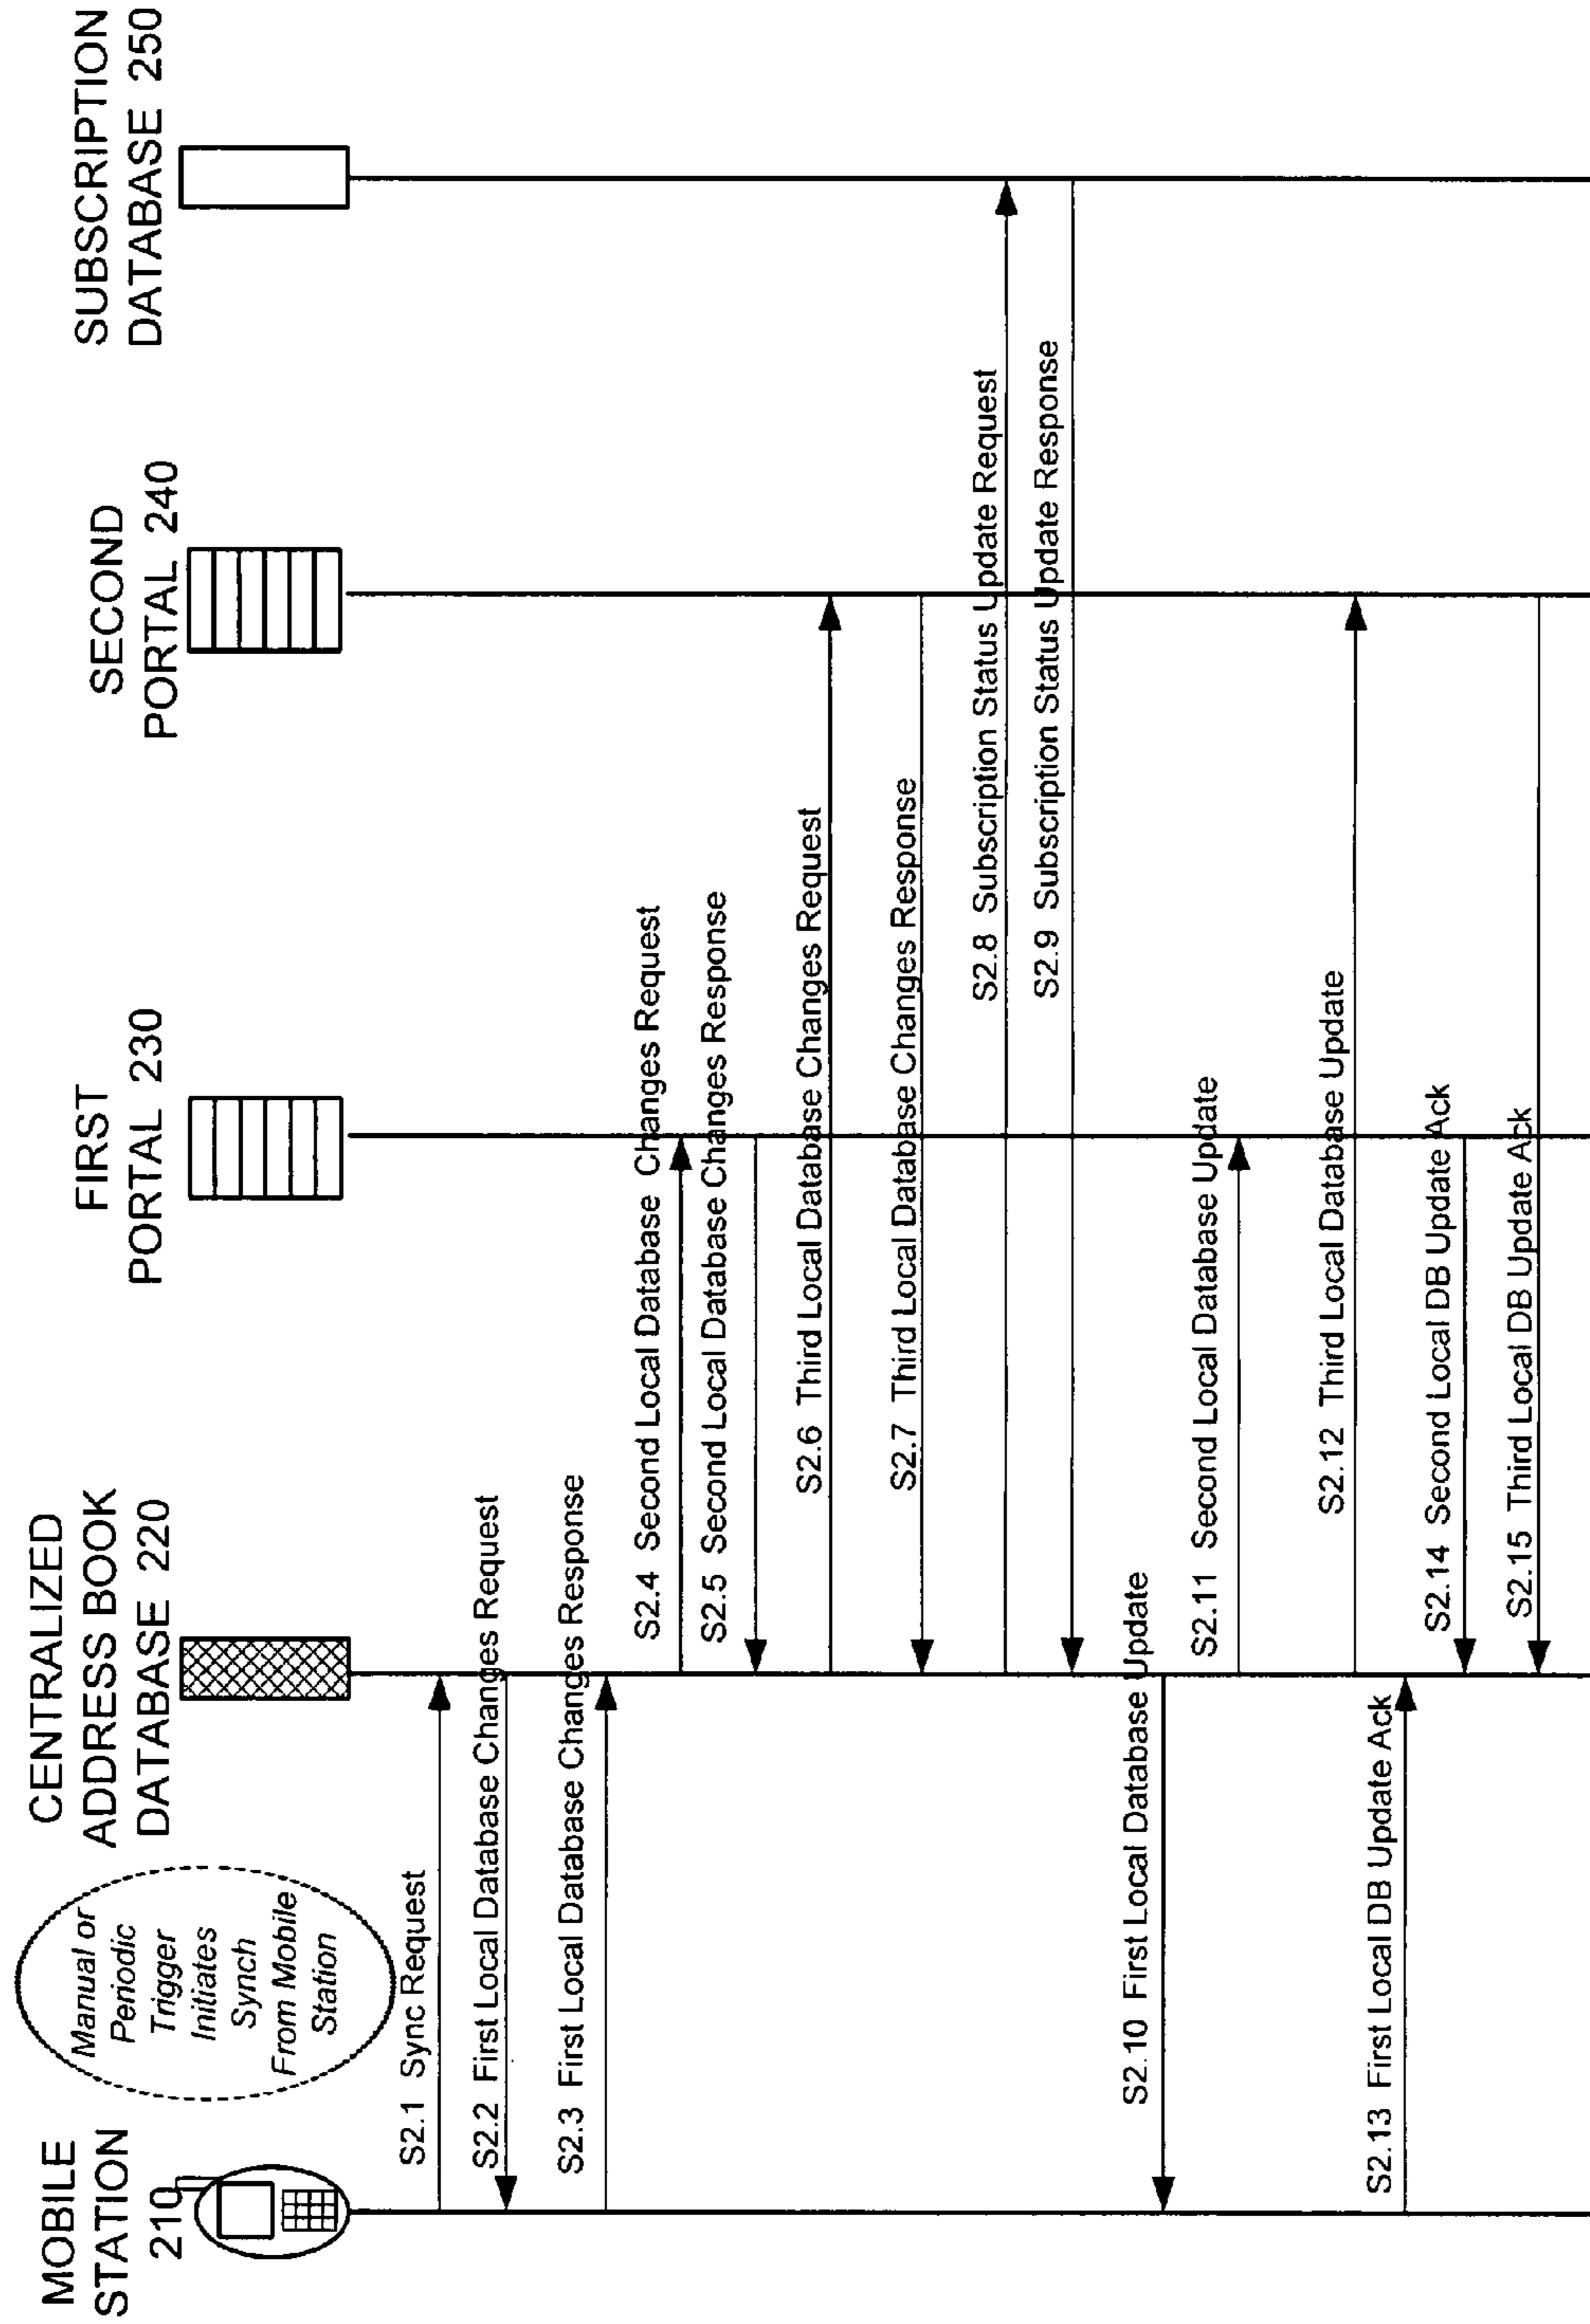 MOBILE
STATION
210
Manual or
Periodic
Trigger
Initiates
Synch
From Mobile
Station
CENTRALIZED
ADDRESS BOOK
DATABASE 220
FIRST
PORTAL 230
SECOND
PORTAL 240
SUBSCRIPTION
DATABASE 250
S2.1 Sync Request
S2.2 First Local Database Changes Request
S2.3 First Local Database Changes Response
S2.4 Second Local Database Changes Request
S2.5 Second Local Database Changes Response
S2.6 Third Local Database Changes Request
S2.7 Third Local Database Changes Response
S2.8 Subscription Status Update Request
S2.9 Subscription Status Update Response
S2.10 First Local Database Update
S2.11 Second Local Database Update
S2.12 Third Local Database Update
S2.13 First Local DB Update Ack
S2.14 Second Local DB Update Ack
S2.15 Third Local DB Update Ack